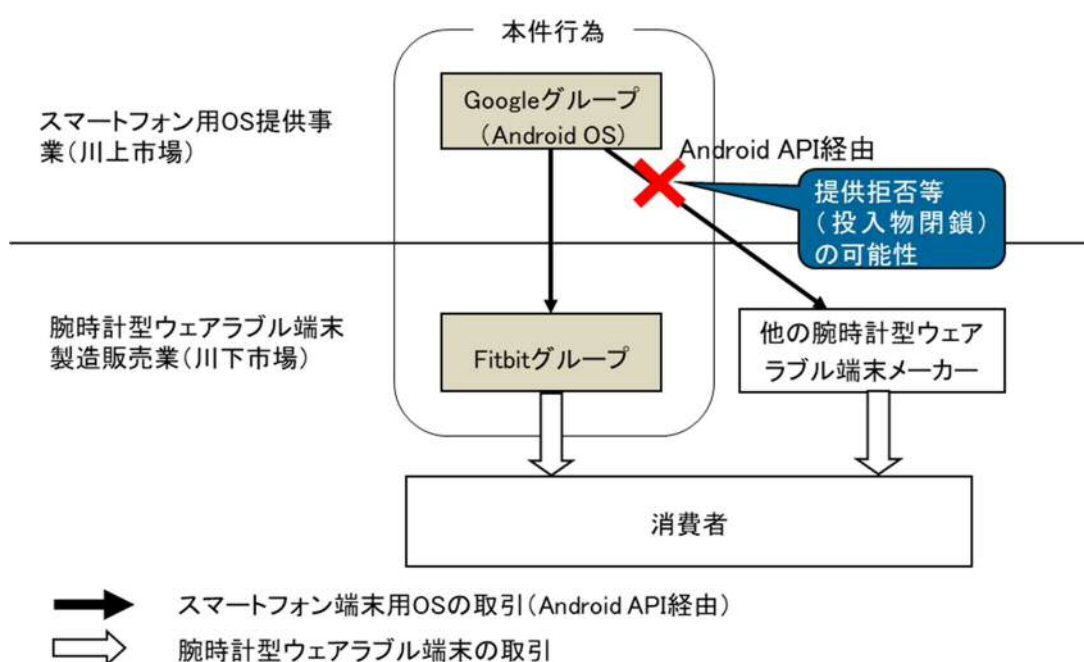 本件行為
Googleグループ
（Android OS）
スマートフォン用OS提供事
業（川上市場）
Android API経由
提供拒否等
（投入物閉鎖）
の可能性
腕時計型ウェアラブル端末
製造販売業（川下市場）
Fitbitグループ
他の腕時計型ウェア
ラブル端末メーカー
消費者
スマートフォン端末用OSの取引（Android API経由）
腕時計型ウェアラブル端末の取引